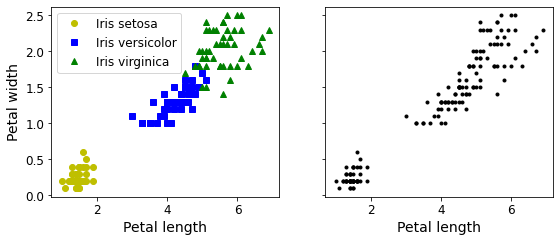 Iris setosa
Iris versicolor
Iris virginica
Petal width
2.5
2.0
1.5
1.0
0.5
0.0
2
4
6
Petal length
2
4
6
Petal length